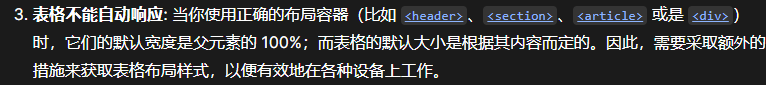 3. 表格不能自动响应: 当你使用正确的布局容器（比如 <header>、<section>、<article> 或是 <div>）
时，它们的默认宽度是父元素的 100%；而表格的默认大小是根据其内容而定的。因此，需要采取额外的
措施来获取表格布局样式，以便有效地在各种设备上工作。